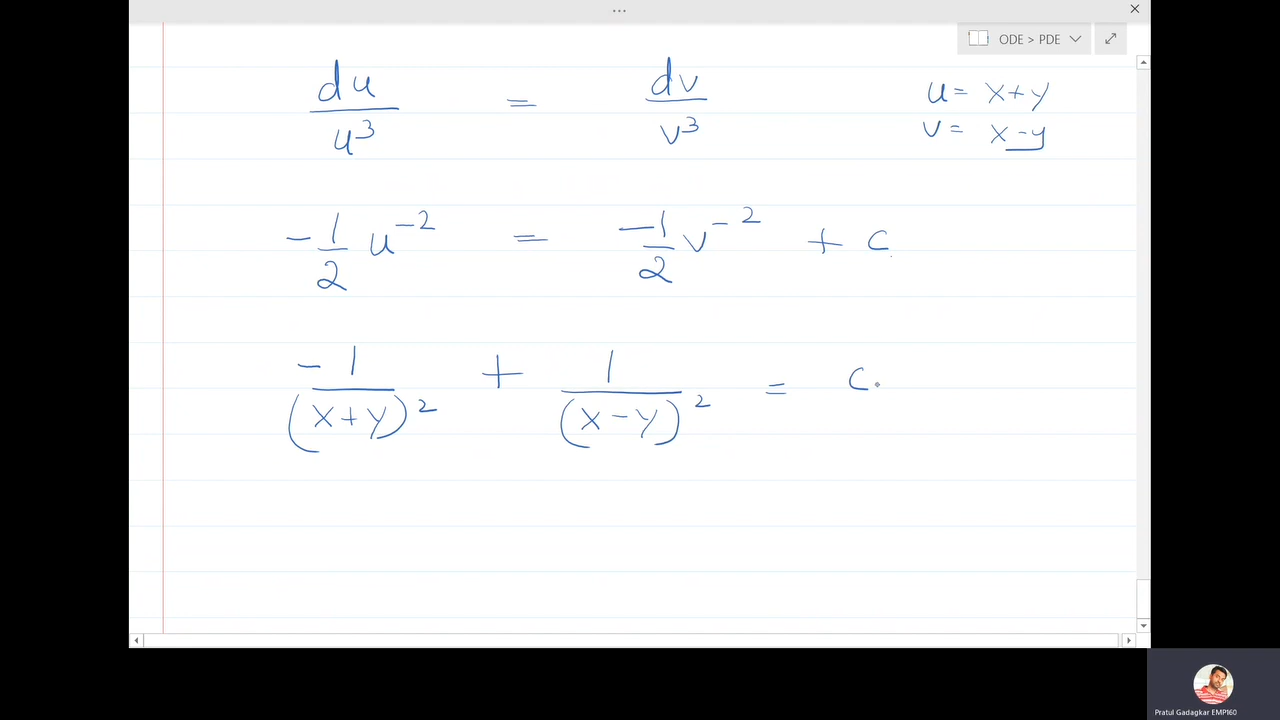 ...
ODE > PDE
du/u³ = dv/v³
u = x+y
v = x-y
-1/2 u⁻² = -1/2 v⁻² + c
-1/(x+y)² + 1/(x-y)² = c.
Pratul Gadagkar EMP160